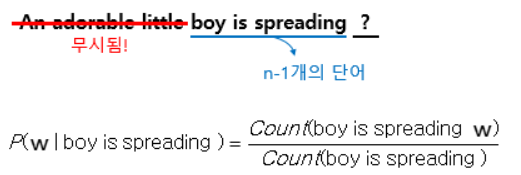 An adorable little boy is spreading ?
무시됨!
n-1개의 단어
P(w | boy is spreading ) = Count(boy is spreading w)
Count(boy is spreading )